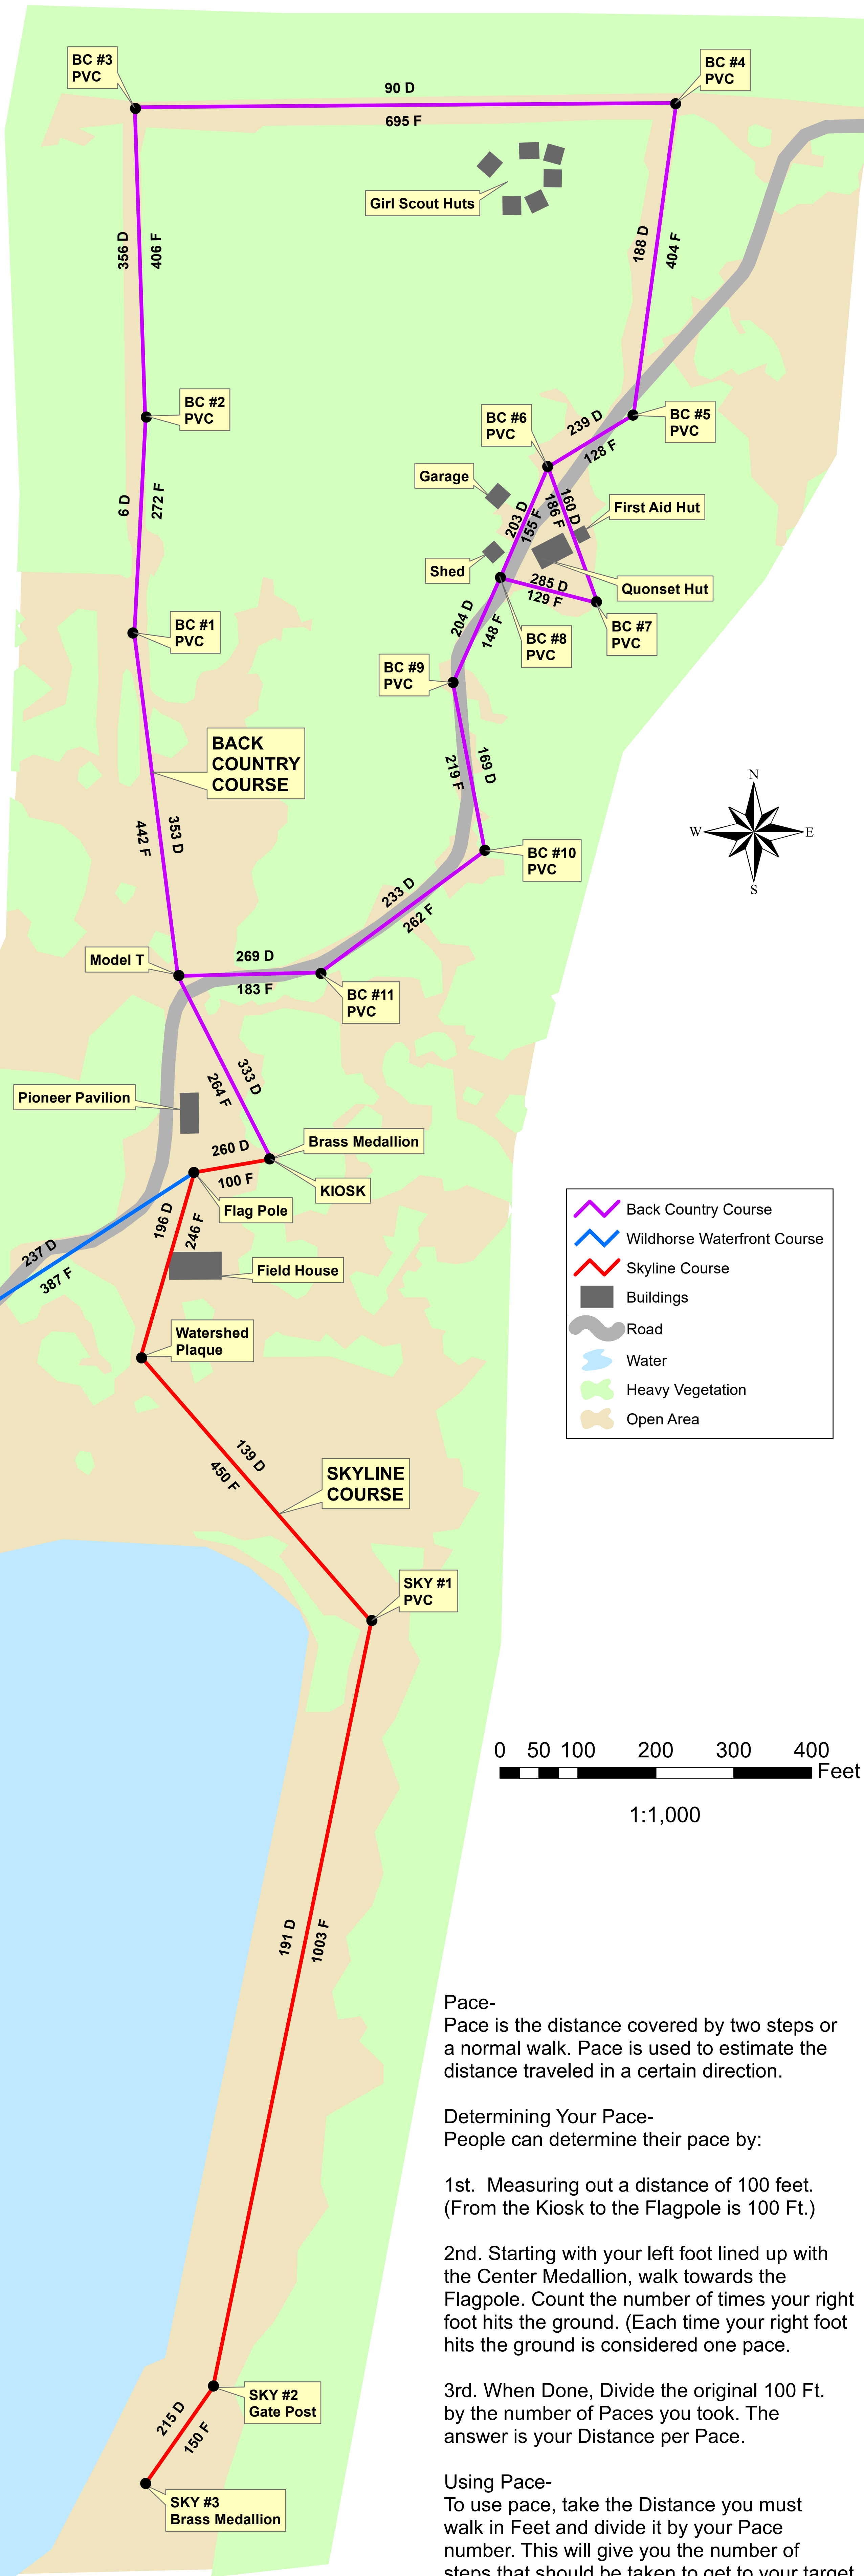 BC #3
PVC
90 D
BC #4
PVC
695 F
Girl Scout Huts
356 D
406 F
188 D
404 F
BC #2
PVC
BC #6
PVC
239 D
128 F
BC #5
PVC
Garage
6 D
272 F
203 D
155 F
186 F
160 D
First Aid Hut
Shed
285 D
129 F
Quonset Hut
BC #1
PVC
204 D
148 F
BC #8
PVC
BC #7
PVC
BC #9
PVC
BACK
COUNTRY
COURSE
219 F
169 D
N
W
E
S
442 F
353 D
BC #10
PVC
233 D
262 F
Model T
269 D
183 F
BC #11
PVC
333 D
264 F
Pioneer Pavilion
260 D
100 F
Brass Medallion
KIOSK
Flag Pole
196 D
246 F
237 D
387 F
Field House
Watershed
Plaque
Back Country Course
Wildhorse Waterfront Course
Skyline Course
Buildings
Road
Water
Heavy Vegetation
Open Area
139 D
450 F
SKYLINE
COURSE
SKY #1
PVC
0 50 100 200 300 400
Feet
1:1,000
191 D
1003 F
Pace-
Pace is the distance covered by two steps or
a normal walk. Pace is used to estimate the
distance traveled in a certain direction.
Determining Your Pace-
People can determine their pace by:
1st. Measuring out a distance of 100 feet.
(From the Kiosk to the Flagpole is 100 Ft.)
2nd. Starting with your left foot lined up with
the Center Medallion, walk towards the
Flagpole. Count the number of times your right
foot hits the ground. (Each time your right foot
hits the ground is considered one pace.
3rd. When Done, Divide the original 100 Ft.
by the number of Paces you took. The
answer is your Distance per Pace.
Using Pace-
To use pace, take the Distance you must
walk in Feet and divide it by your Pace
number. This will give you the number of
steps that should be taken to get to your target
SKY #2
Gate Post
215 D
150 F
SKY #3
Brass Medallion